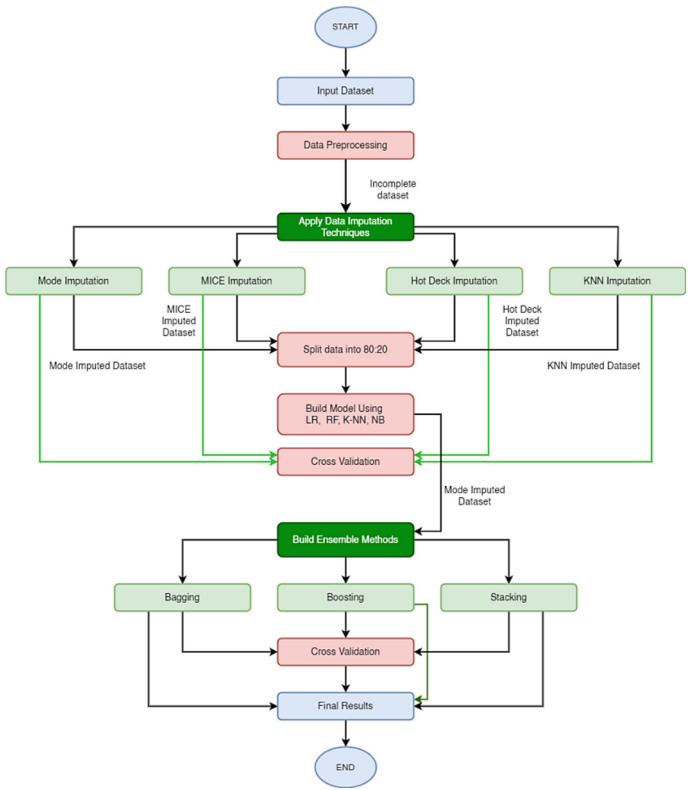 START
Input Dataset
Data Preprocessing
Incomplete
dataset
Apply Data Imputation
Techniques
Mode Imputation
MICE Imputation
Hot Deck Imputation
KNN Imputation
MICE
Imputed
Dataset
Hot Deck
Imputed
Dataset
Split data into 80:20
Mode Imputed Dataset
KNN Imputed Dataset
Build Model Using
LR, RF, K-NN, NB
Cross Validation
Mode Imputed
Dataset
Build Ensemble Methods
Bagging
Boosting
Stacking
Cross Validation
Final Results
END